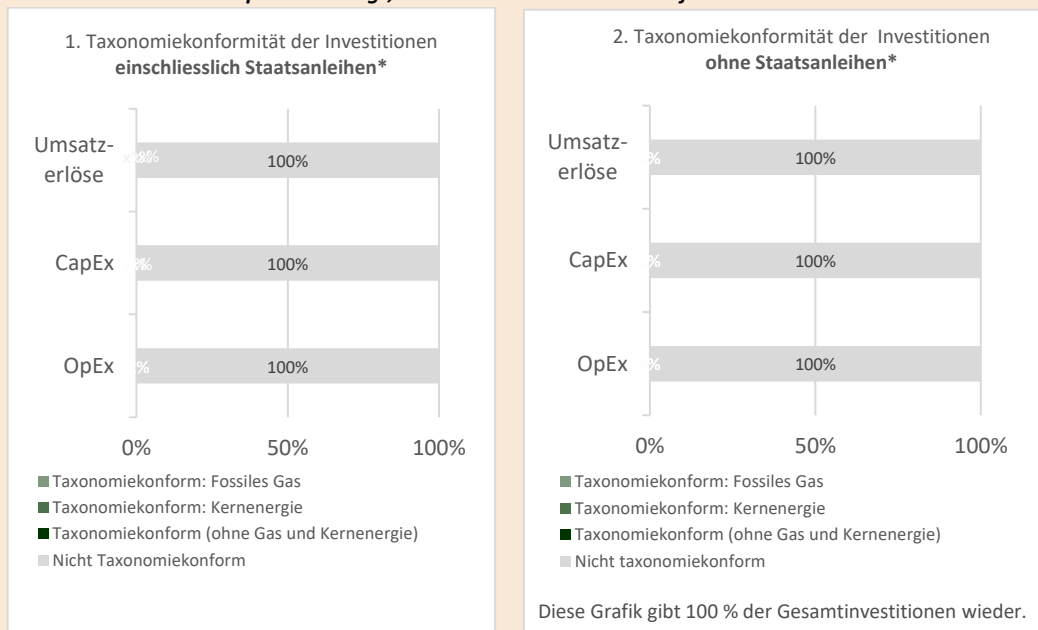 1. Taxonomiekonformität der Investitionen
einschliesslich Staatsanleihen*
Umsatz-
erlöse
100%
CapEx
100%
OpEx
100%
0% 50% 100%
Taxonomiekonform: Fossiles Gas
Taxonomiekonform: Kernenergie
Taxonomiekonform (ohne Gas und Kernenergie)
Nicht Taxonomiekonform
2. Taxonomiekonformität der Investitionen
ohne Staatsanleihen*
Umsatz-
erlöse
100%
CapEx
100%
OpEx
100%
0% 50% 100%
Taxonomiekonform: Fossiles Gas
Taxonomiekonform: Kernenergie
Taxonomiekonform (ohne Gas und Kernenergie)
Nicht taxonomiekonform
Diese Grafik gibt 100 % der Gesamtinvestitionen wieder.